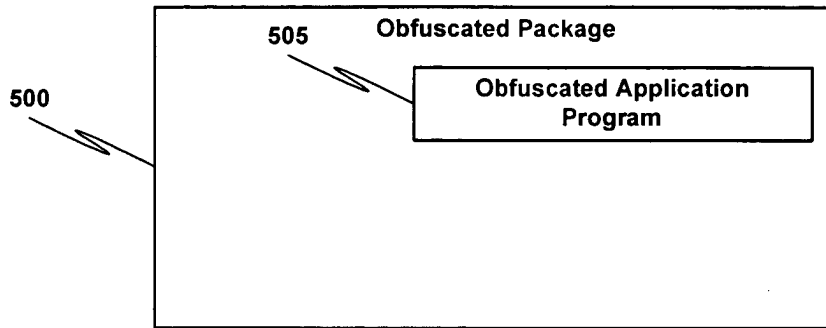 Obfuscated Package
505
Obfuscated Application
Program
500